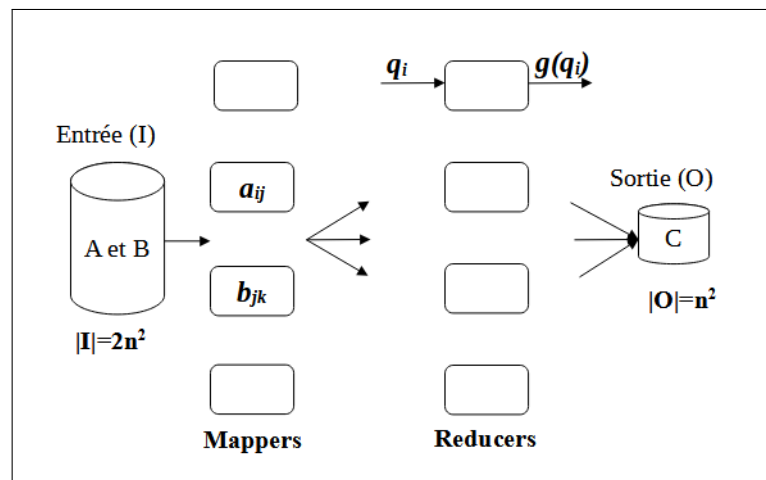 qᵢ
g(qᵢ)
Entrée (I)
aᵢⱼ
Sortie (O)
A et B
C
bⱼₖ
|O|=n²
|I|=2n²
Mappers
Reducers